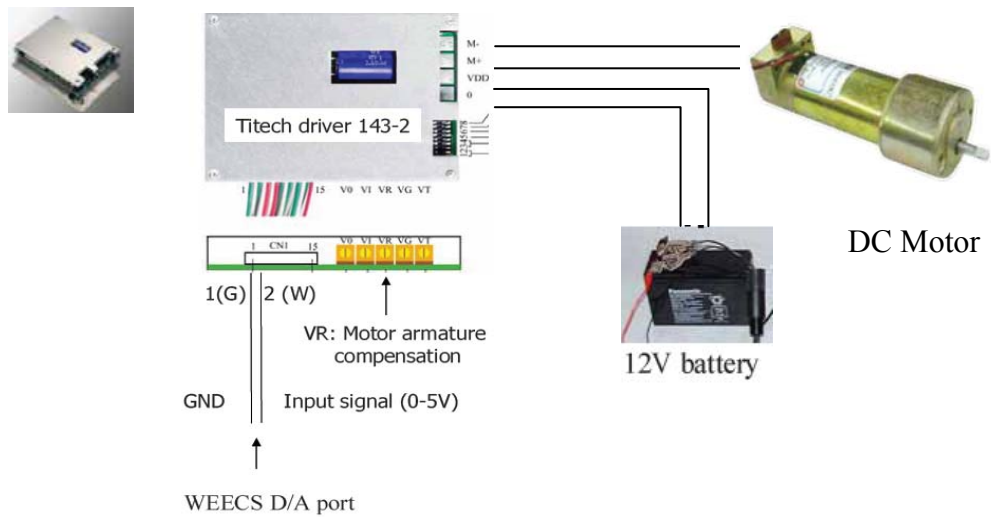 M-
M+
VDD
0
Titech driver 143-2
12345678
1 15 V0 VI VR VG VT
1 CN1 15 V0 VI VR VG VT
1(G) 2 (W)
VR: Motor armature
compensation
GND Input signal (0-5V)
WEECS D/A port
DC Motor
Panasonic
12V battery